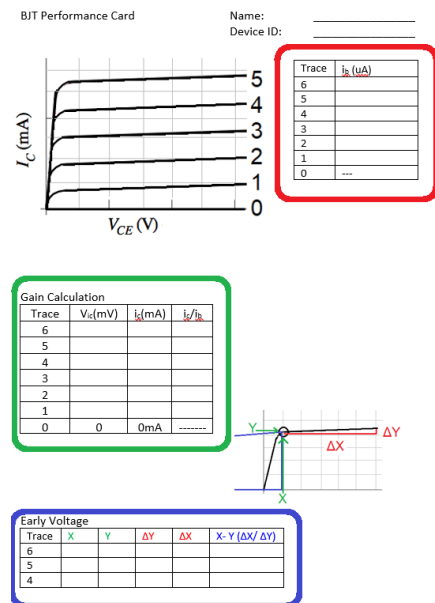 BJT Performance Card
Name: ____________
Device ID: ____________
Trace i_b (uA)
6
5
4
3
2
1
0 ---
I_C (mA)
5
4
3
2
1
0
V_CE (V)
Gain Calculation
Trace V_ic(mV) i_c(mA) i_c/i_b
6
5
4
3
2
1
0 0 0mA -------
Y
ΔY
ΔX
X
Early Voltage
Trace X Y ΔY ΔX X- Y (ΔX/ ΔY)
6
5
4